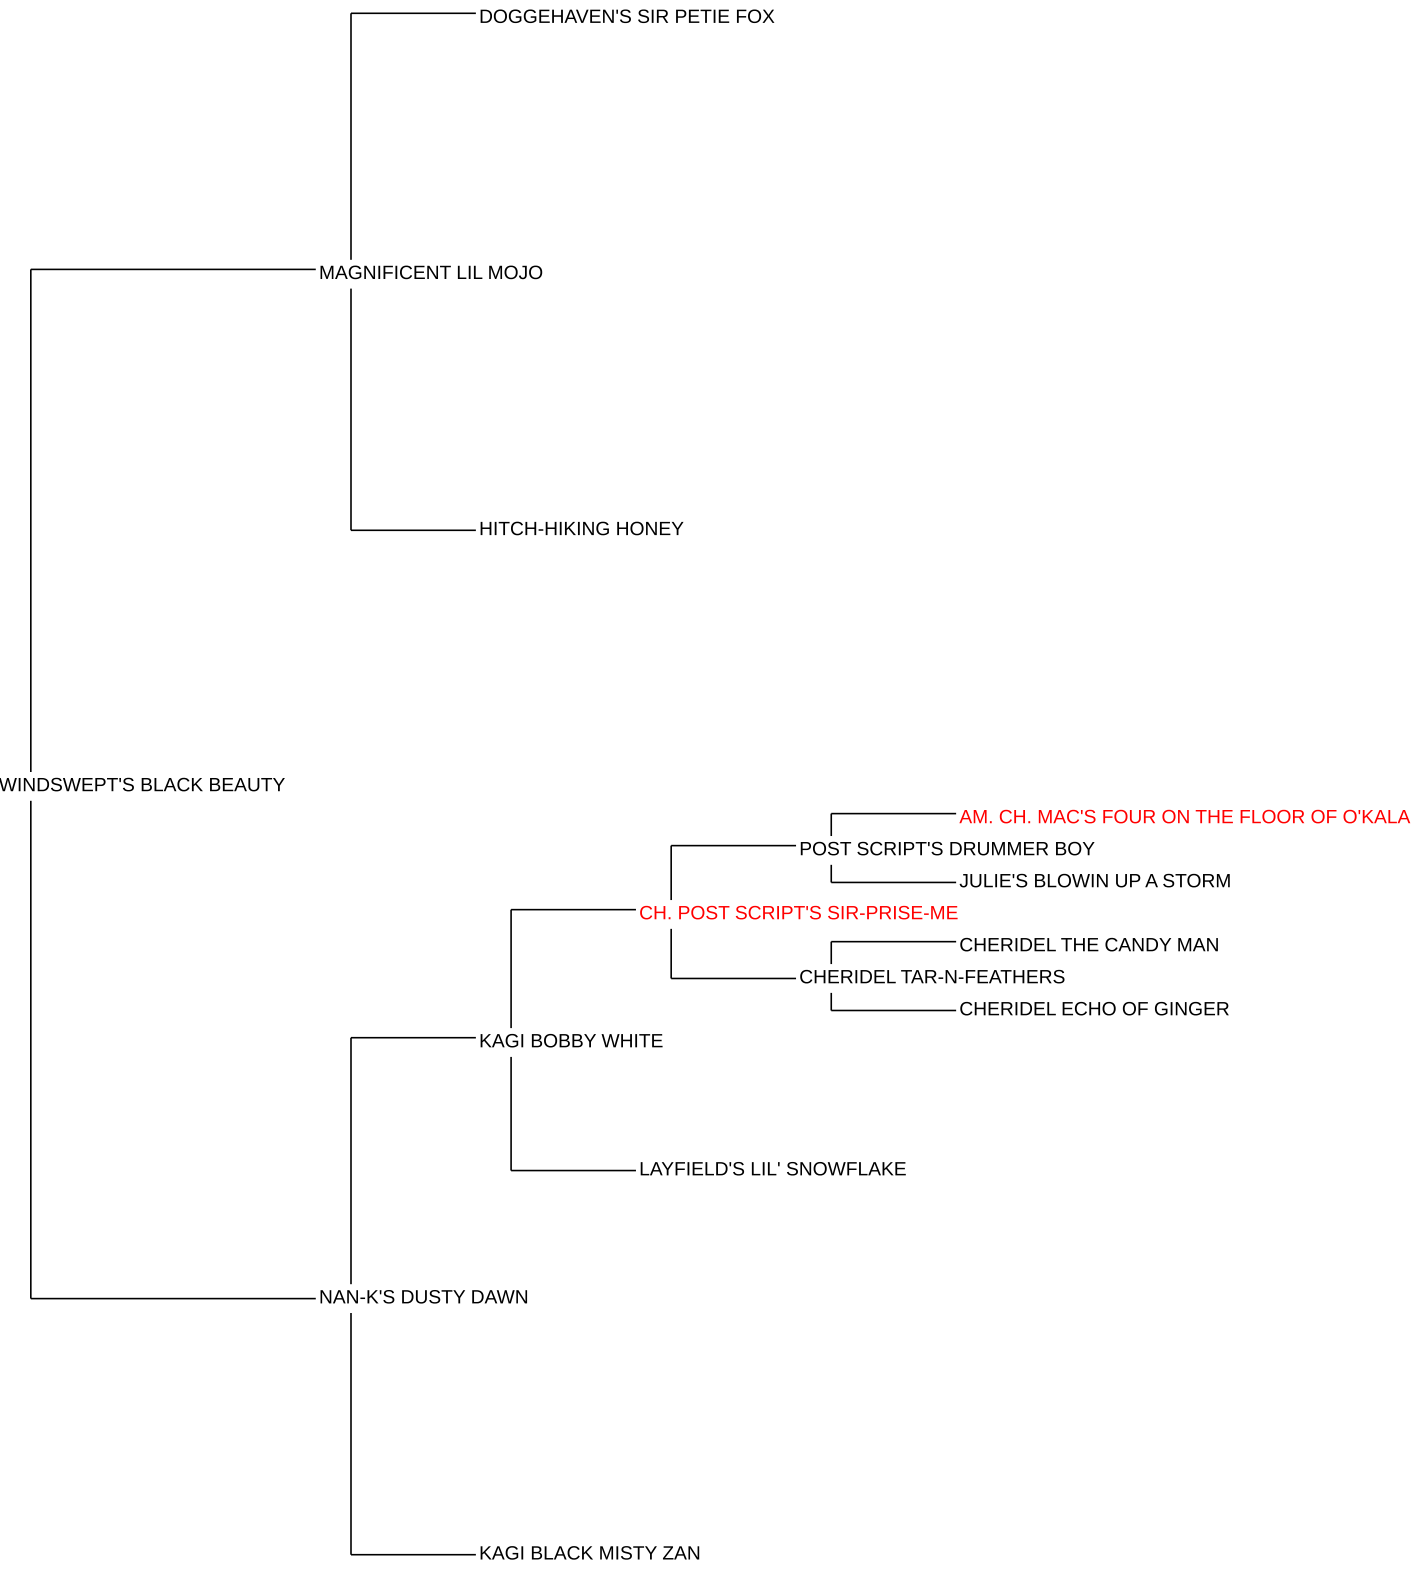 DOGGEHAVEN'S SIR PETIE FOX
MAGNIFICENT LIL MOJO
HITCH-HIKING HONEY
WINDSWEPT'S BLACK BEAUTY
AM. CH. MAC'S FOUR ON THE FLOOR OF O'KALA
POST SCRIPT'S DRUMMER BOY
JULIE'S BLOWIN UP A STORM
CH. POST SCRIPT'S SIR-PRISE-ME
CHERIDEL THE CANDY MAN
CHERIDEL TAR-N-FEATHERS
CHERIDEL ECHO OF GINGER
KAGI BOBBY WHITE
LAYFIELD'S LIL' SNOWFLAKE
NAN-K'S DUSTY DAWN
KAGI BLACK MISTY ZAN